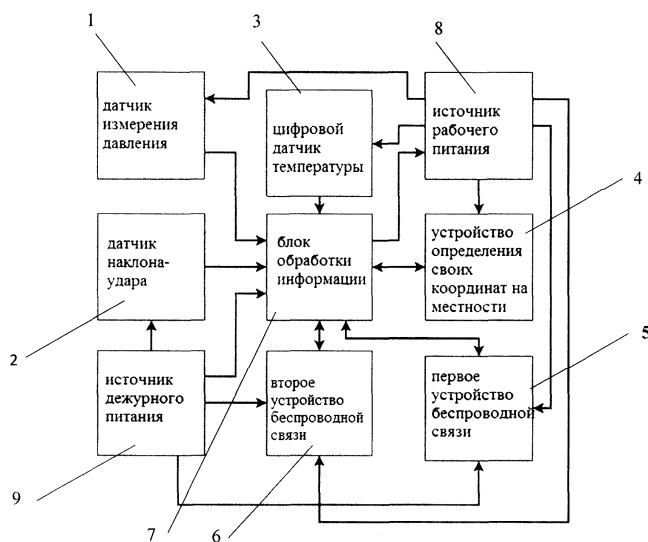 1
3
8
датчик
измерения
давления
цифровой
датчик
температуры
источник
рабочего
питания
4
датчик
наклона-
удара
блок
обработки
информации
устройство
определения
своих
координат на
местности
2
5
источник
дежурного
питания
второе
устройство
беспроводной
связи
первое
устройство
беспроводной
связи
9
7
6